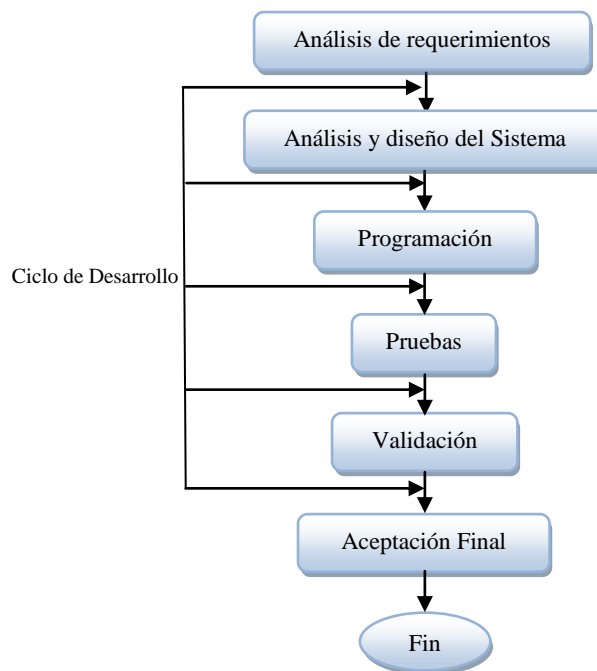 Análisis de requerimientos
Análisis y diseño del Sistema
Programación
Ciclo de Desarrollo
Pruebas
Validación
Aceptación Final
Fin